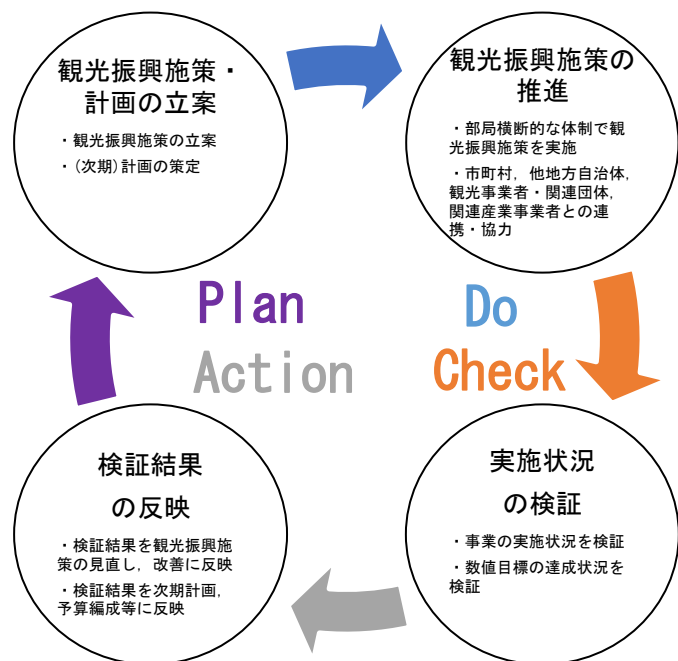 観光振興施策・
計画の立案
・観光振興施策の立案
・(次期)計画の策定
観光振興施策の
推進
・部局横断的な体制で観
光振興施策を実施
・市町村，他地方自治体，
観光事業者・関連団体，
関連産業事業者との連
携・協力
Plan
Do
Action
Check
検証結果
の反映
・検証結果を観光振興施
策の見直し，改善に反映
・検証結果を次期計画，
予算編成等に反映
実施状況
の検証
・事業の実施状況を検証
・数値目標の達成状況を
検証